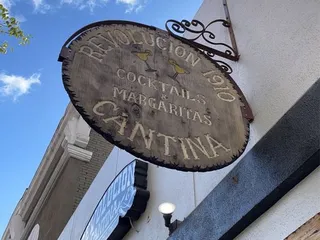 REVOLUCION 1910
COCKTAILS
&
MARGARITAS
CANTINA